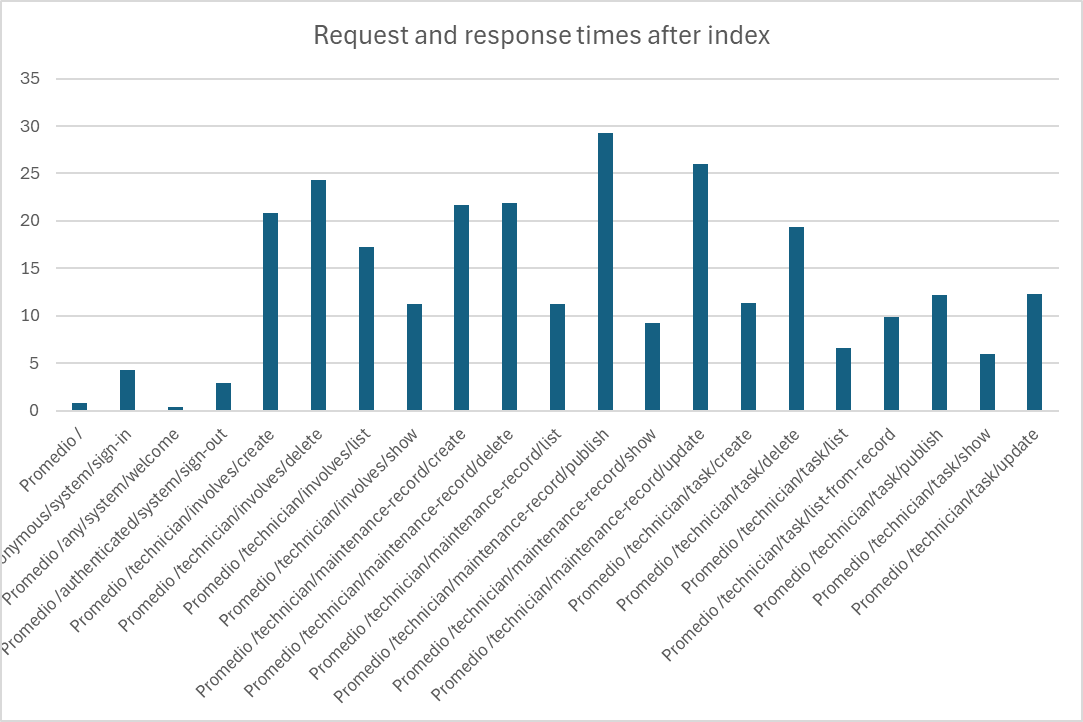 Request and response times after index
35
30
25
20
15
10
5
0
Promedio /
onymous/system/sign-in
Promedio /any/system/welcome
Promedio /authenticated/system/sign-out
Promedio /technician/involves/create
Promedio /technician/involves/delete
Promedio /technician/involves/list
Promedio /technician/involves/show
Promedio /technician/maintenance-record/create
Promedio /technician/maintenance-record/delete
Promedio /technician/maintenance-record/list
Promedio /technician/maintenance-record/publish
Promedio /technician/maintenance-record/show
Promedio /technician/maintenance-record/update
Promedio /technician/task/create
Promedio /technician/task/delete
Promedio /technician/task/list
Promedio /technician/task/list-from-record
Promedio /technician/task/publish
Promedio /technician/task/show
Promedio /technician/task/update